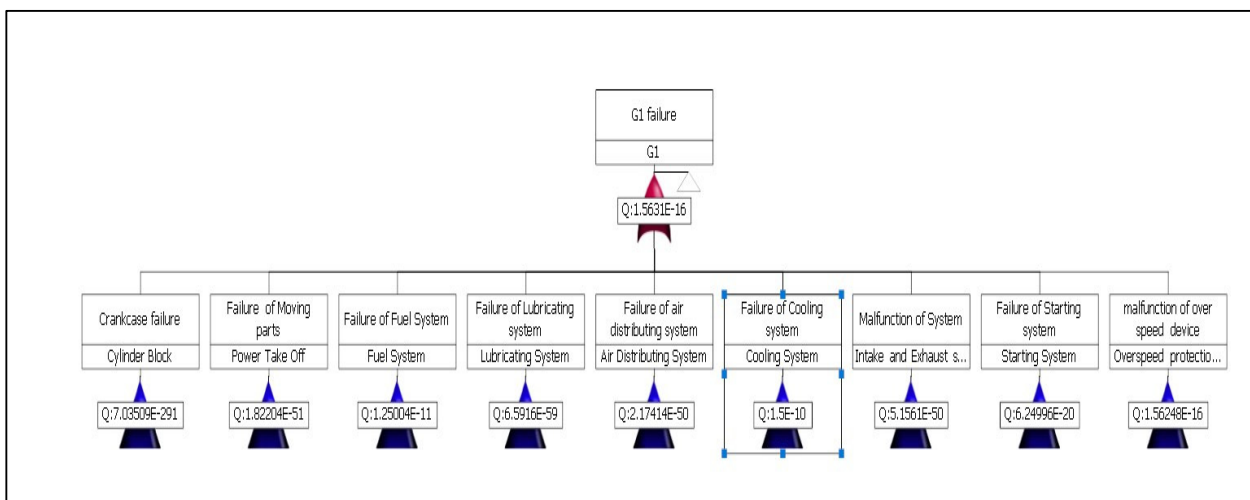 G1 failure
G1
Q:1.5631E-16
Crankcase failure
Cylinder Block
Q:7.03509E-291
Failure of Moving
parts
Power Take Off
Q:1.82204E-51
Failure of Fuel System
Fuel System
Q:1.25004E-11
Failure of Lubricating
system
Lubricating System
Q:6.5916E-59
Failure of air
distributing system
Air Distributing System
Q:2.17414E-50
Failure of Cooling
system
Cooling System
Q:1.5E-10
Malfunction of System
Intake and Exhaust s...
Q:5.1561E-50
Failure of Starting
system
Starting System
Q:6.24996E-20
malfunction of over
speed device
Overspeed protectio...
Q:1.56248E-16